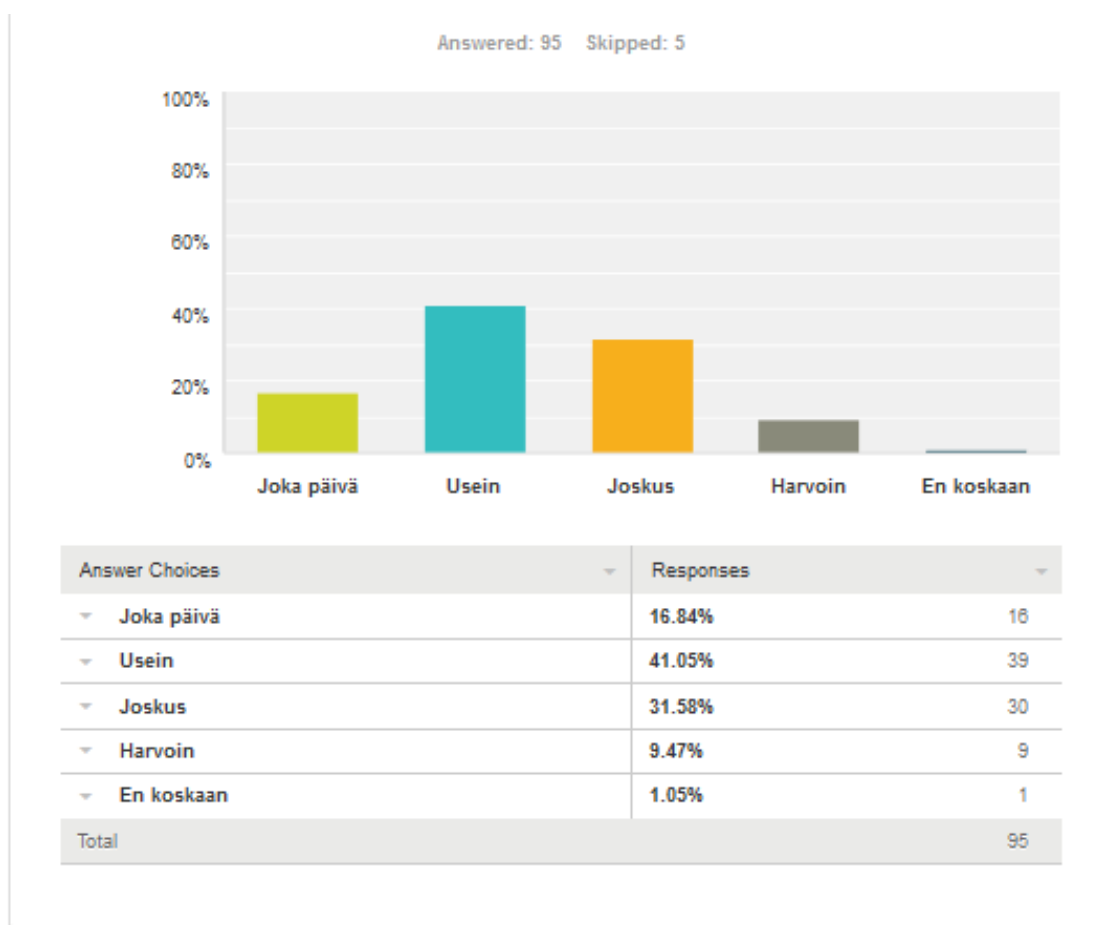 Answered: 95 Skipped: 5
100%
80%
60%
40%
20%
0%
Joka päivä Usein Joskus Harvoin En koskaan
Answer Choices Responses
Joka päivä 16.84% 16
Usein 41.05% 39
Joskus 31.58% 30
Harvoin 9.47% 9
En koskaan 1.05% 1
Total 95